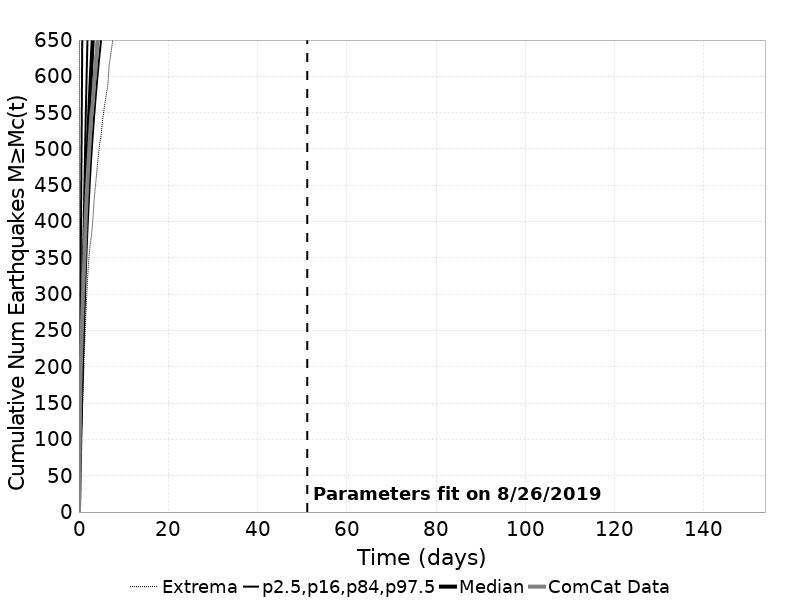 Cumulative Num Earthquakes M≥Mc(t)
650
600
550
500
450
400
350
300
250
200
150
100
50
0
Parameters fit on 8/26/2019
0 20 40 60 80 100 120 140
Time (days)
Extrema p2.5,p16,p84,p97.5 Median ComCat Data